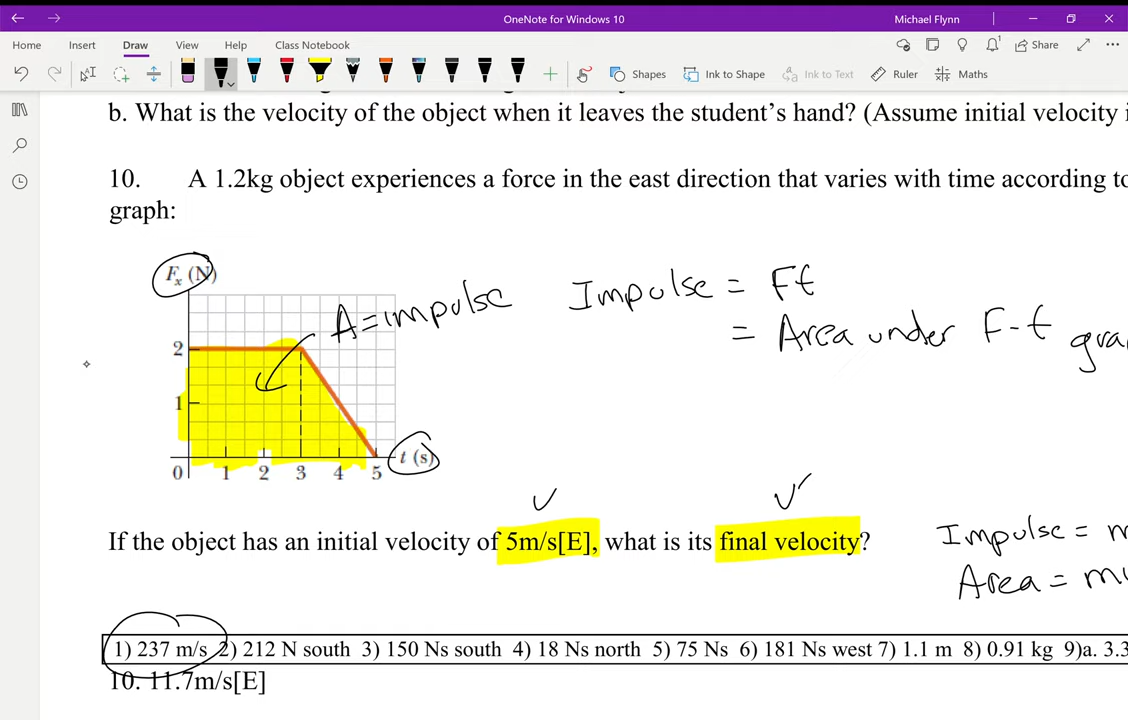 OneNote for Windows 10
Michael Flynn
Home Insert Draw View Help Class Notebook
1 Share
Shapes Ink to Shape Ink to Text Ruler Maths
b. What is the velocity of the object when it leaves the student's hand? (Assume initial velocity i
10. A 1.2kg object experiences a force in the east direction that varies with time according to
graph:
Fx (N)
A=impulse
Impulse = Ft
= Area under F-t gra
2
1
0 1 2 3 4 5 t (s)
If the object has an initial velocity of 5m/s[E], what is its final velocity?
Impulse = m
Area = m
1) 237 m/s 2) 212 N south 3) 150 Ns south 4) 18 Ns north 5) 75 Ns 6) 181 Ns west 7) 1.1 m 8) 0.91 kg 9)a. 3.3
10. 11.7m/s[E]